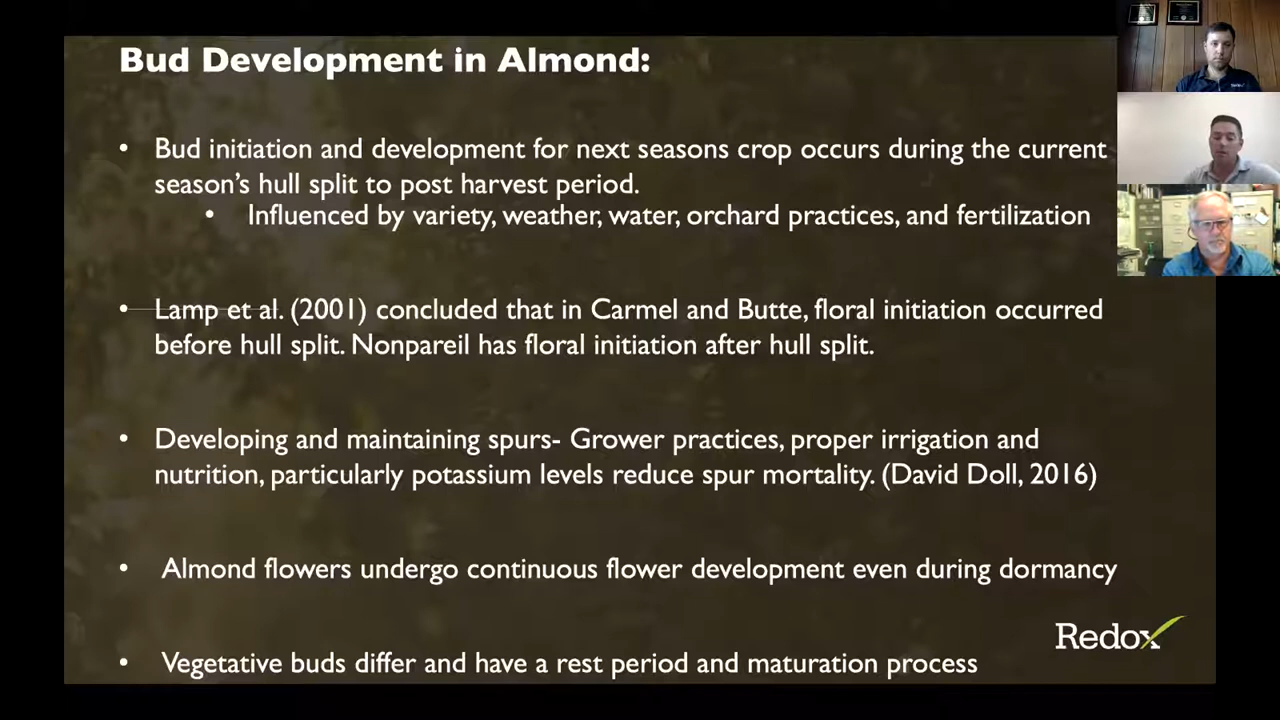 Bud Development in Almond:
• Bud initiation and development for next seasons crop occurs during the current
season's hull split to post harvest period.
• Influenced by variety, weather, water, orchard practices, and fertilization
• Lamp et al. (2001) concluded that in Carmel and Butte, floral initiation occurred
before hull split. Nonpareil has floral initiation after hull split.
• Developing and maintaining spurs- Grower practices, proper irrigation and
nutrition, particularly potassium levels reduce spur mortality. (David Doll, 2016)
• Almond flowers undergo continuous flower development even during dormancy
Redox
• Vegetative buds differ and have a rest period and maturation process